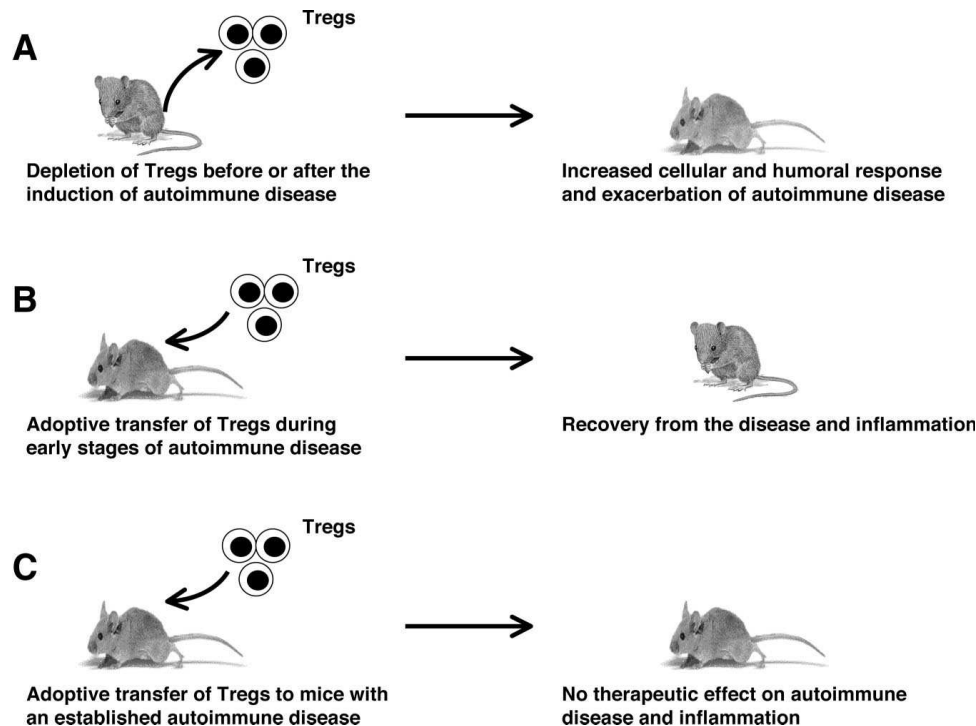 Tregs
A
Depletion of Tregs before or after the
induction of autoimmune disease
Increased cellular and humoral response
and exacerbation of autoimmune disease
Tregs
B
Adoptive transfer of Tregs during
early stages of autoimmune disease
Recovery from the disease and inflammation
Tregs
C
Adoptive transfer of Tregs to mice with
an established autoimmune disease
No therapeutic effect on autoimmune
disease and inflammation